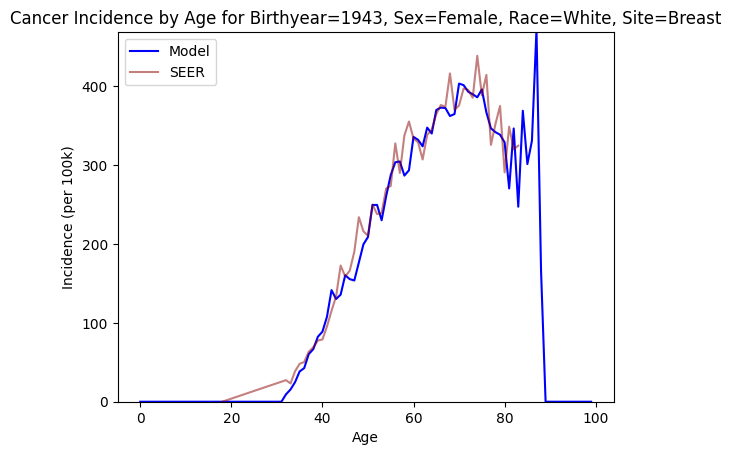 Cancer Incidence by Age for Birthyear=1943, Sex=Female, Race=White, Site=Breast
Model
SEER
Incidence (per 100k)
400
300
200
100
0
0 20 40 60 80 100
Age